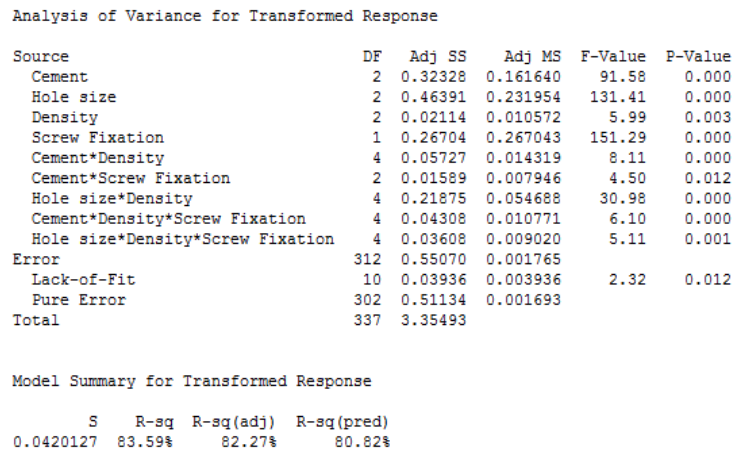 Analysis of Variance for Transformed Response
Source DF Adj SS Adj MS F-Value P-Value
Cement 2 0.32328 0.161640 91.58 0.000
Hole size 2 0.46391 0.231954 131.41 0.000
Density 2 0.02114 0.010572 5.99 0.003
Screw Fixation 1 0.26704 0.267043 151.29 0.000
Cement*Density 4 0.05727 0.014319 8.11 0.000
Cement*Screw Fixation 2 0.01589 0.007946 4.50 0.012
Hole size*Density 4 0.21875 0.054688 30.98 0.000
Cement*Density*Screw Fixation 4 0.04308 0.010771 6.10 0.000
Hole size*Density*Screw Fixation 4 0.03608 0.009020 5.11 0.001
Error 312 0.55070 0.001765
Lack-of-Fit 10 0.03936 0.003936 2.32 0.012
Pure Error 302 0.51134 0.001693
Total 337 3.35493
Model Summary for Transformed Response
S R-sq R-sq(adj) R-sq(pred)
0.0420127 83.59% 82.27% 80.82%